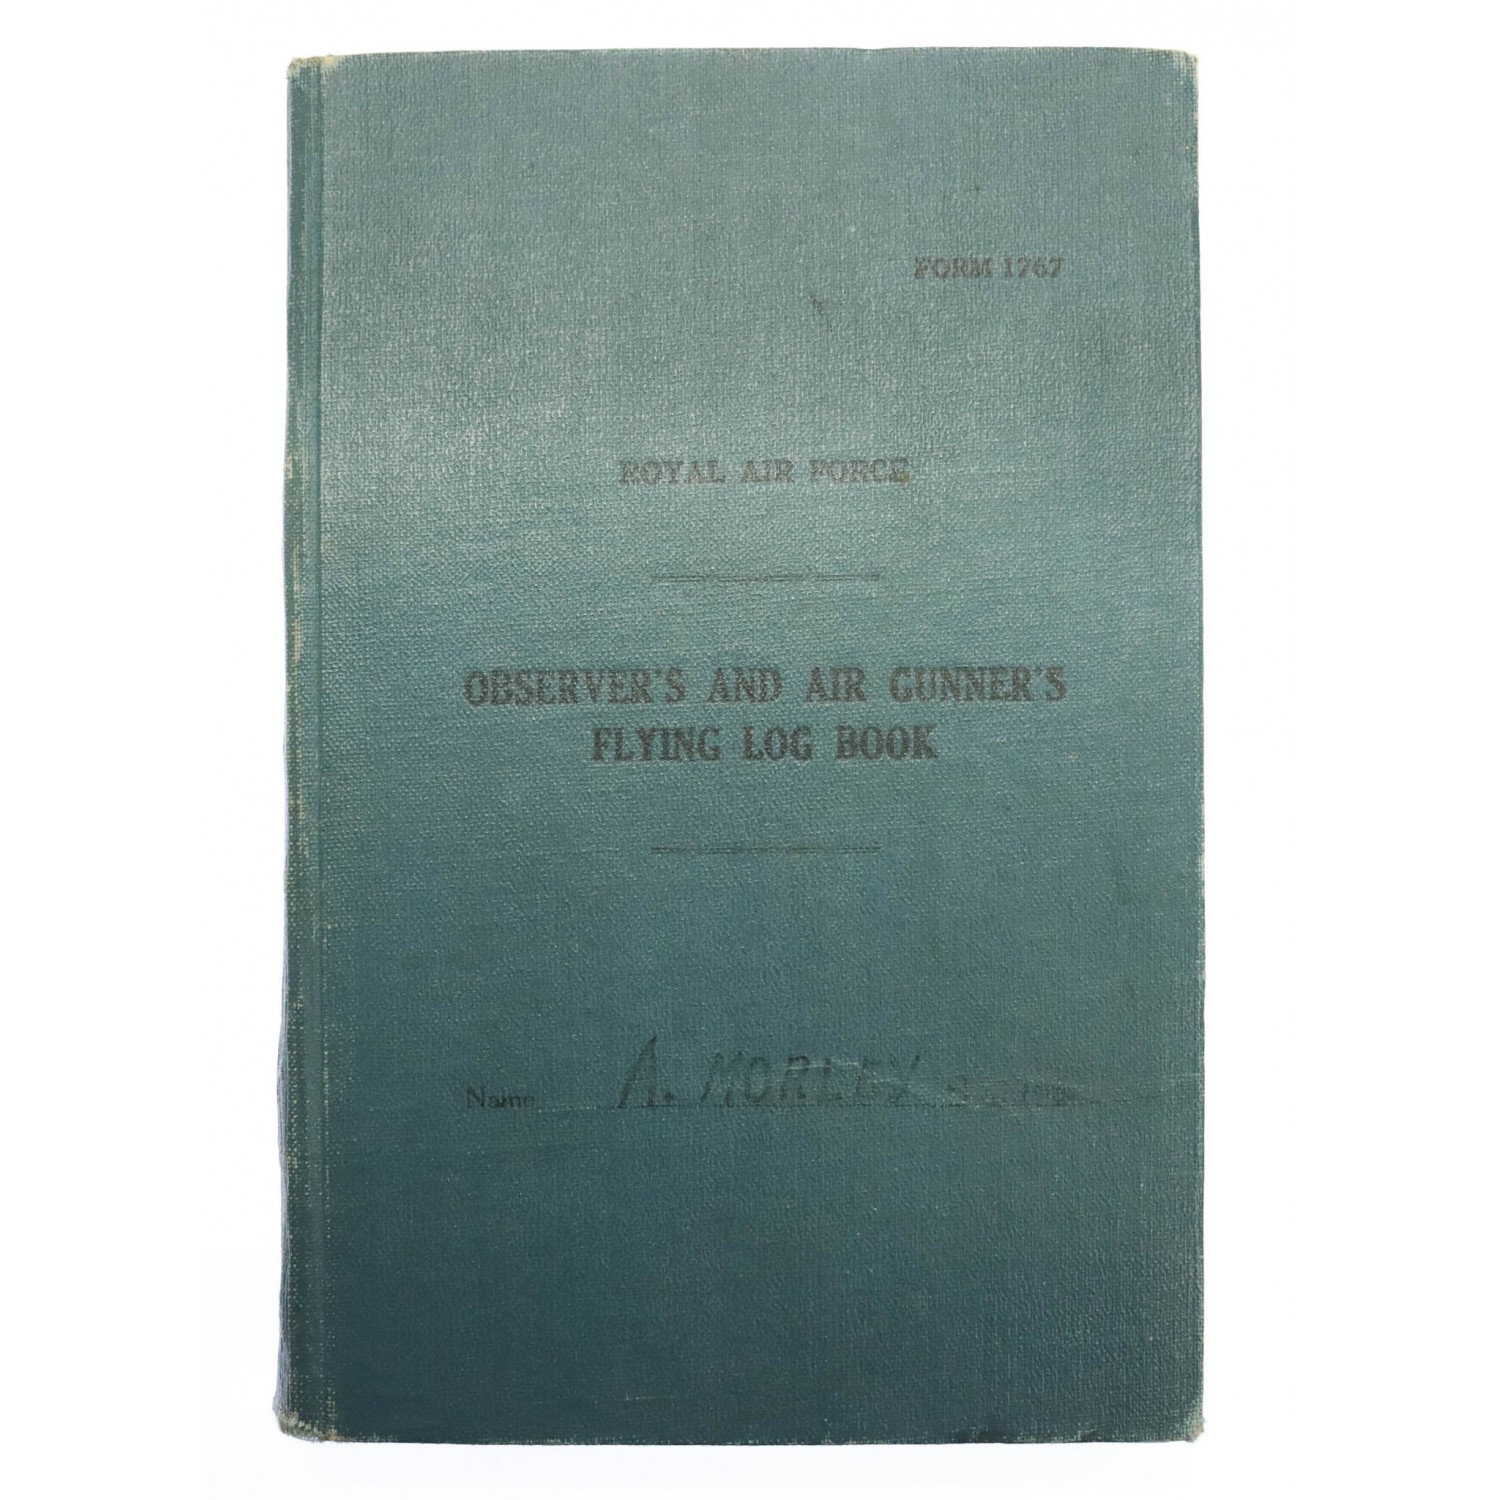 FORM 1767
ROYAL AIR FORCE
OBSERVER'S AND AIR GUNNER'S
FLYING LOG BOOK
Name A. MORLEY